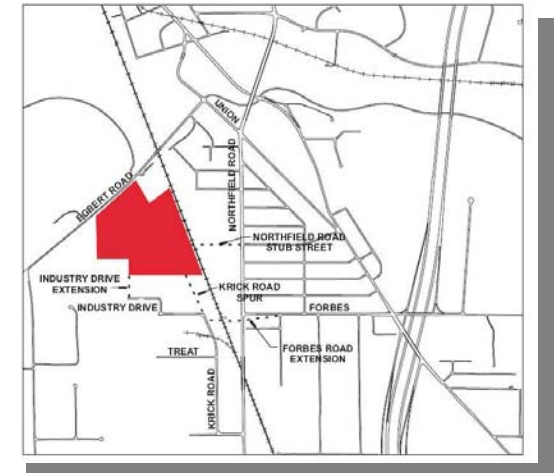 UNION
NORTHFIELD ROAD
EGBERT ROAD
NORTHFIELD ROAD
STUB STREET
INDUSTRY DRIVE
EXTENSION
KRICK ROAD
SPUR
INDUSTRY DRIVE
FORBES
TREAT
FORBES ROAD
EXTENSION
KRICK ROAD